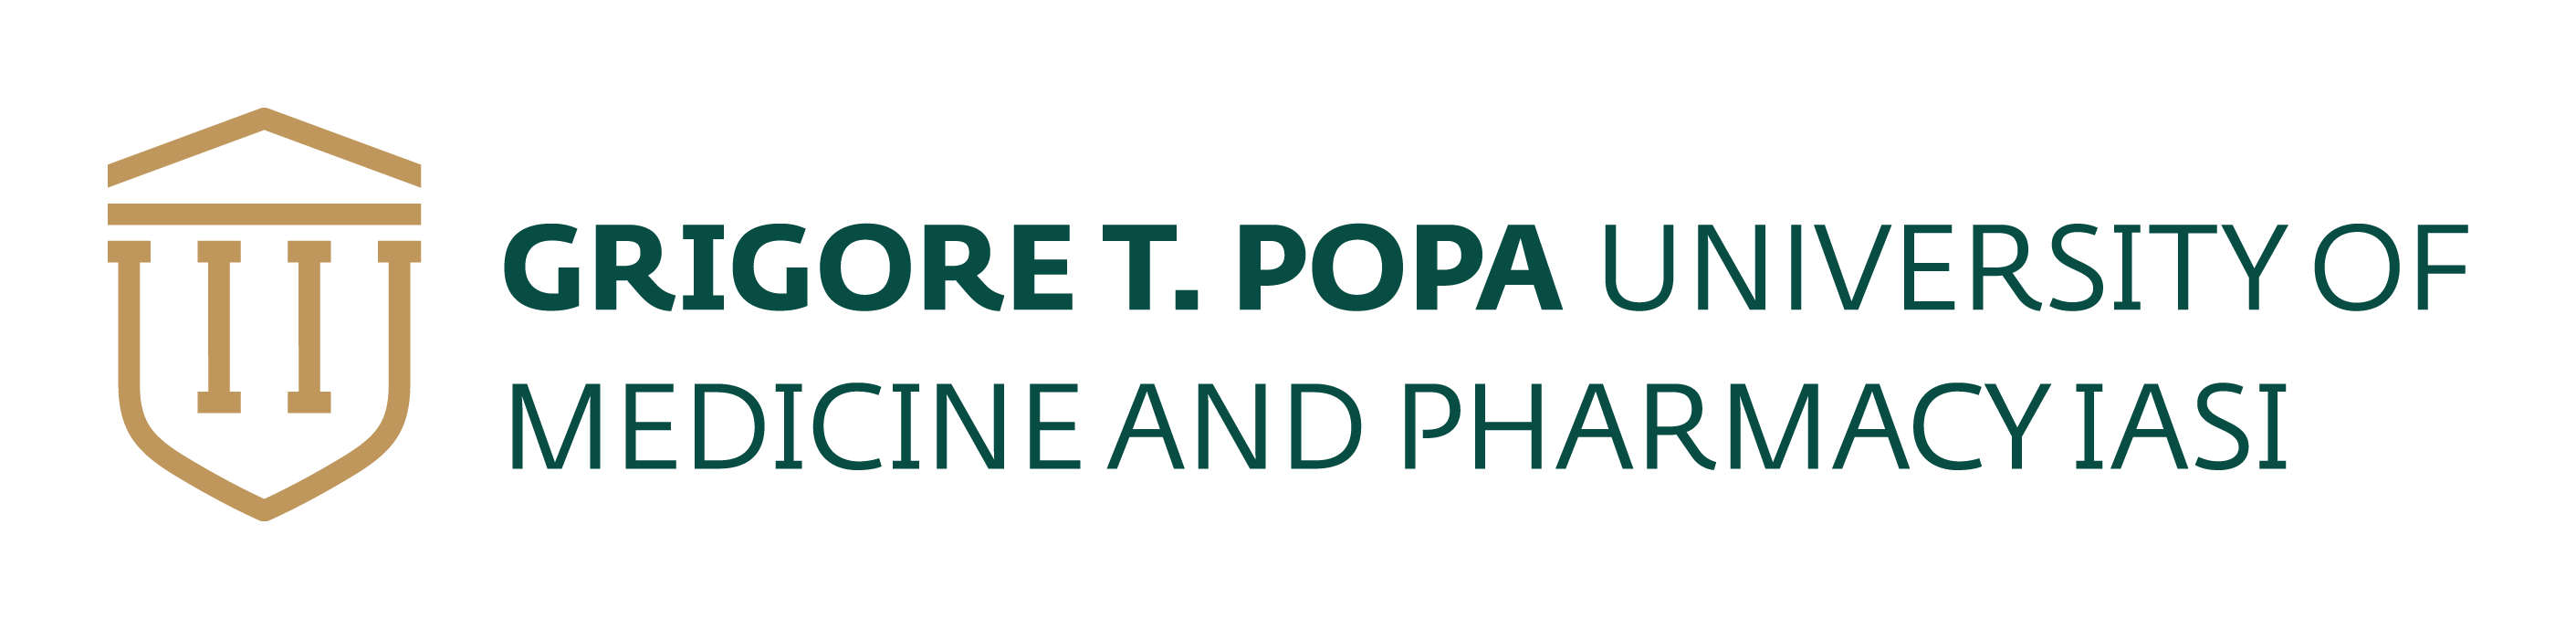 GRIGORE T. POPA UNIVERSITY OF
MEDICINE AND PHARMACY IASI